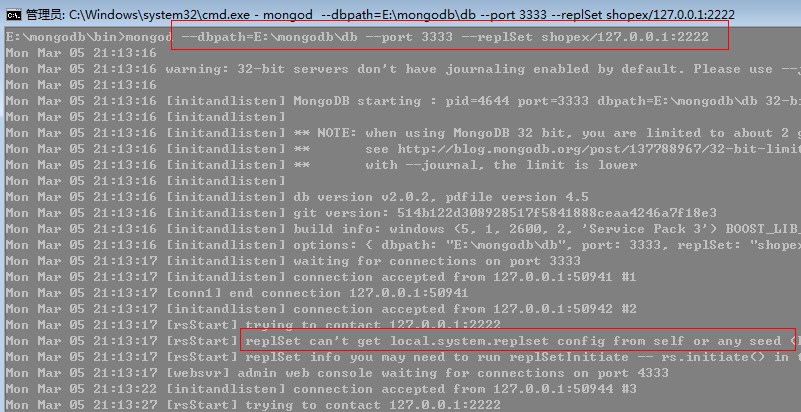 管理员: C:\Windows\system32\cmd.exe - mongod --dbpath=E:\mongodb\db --port 3333 --replSet shopex/127.0.0.1:2222
E:\mongodb\bin>mongod --dbpath=E:\mongodb\db --port 3333 --replSet shopex/127.0.0.1:2222
Mon Mar 05 21:13:16
Mon Mar 05 21:13:16 warning: 32-bit servers don't have journaling enabled by default. Please use --j
Mon Mar 05 21:13:16
Mon Mar 05 21:13:16 [initandlisten] MongoDB starting : pid=4644 port=3333 dbpath=E:\mongodb\db 32-bi
Mon Mar 05 21:13:16 [initandlisten]
Mon Mar 05 21:13:16 [initandlisten] ** NOTE: when using MongoDB 32 bit, you are limited to about 2 g
Mon Mar 05 21:13:16 [initandlisten] **       see http://blog.mongodb.org/post/137788967/32-bit-limit
Mon Mar 05 21:13:16 [initandlisten] **       with --journal, the limit is lower
Mon Mar 05 21:13:16 [initandlisten]
Mon Mar 05 21:13:16 [initandlisten] db version v2.0.2, pdfile version 4.5
Mon Mar 05 21:13:16 [initandlisten] git version: 514b122d308928517f5841888ceaa4246a7f18e3
Mon Mar 05 21:13:16 [initandlisten] build info: windows (5, 1, 2600, 2, 'Service Pack 3') BOOST_LIB_
Mon Mar 05 21:13:16 [initandlisten] options: { dbpath: "E:\mongodb\db", port: 3333, replSet: "shopex
Mon Mar 05 21:13:17 [initandlisten] waiting for connections on port 3333
Mon Mar 05 21:13:17 [initandlisten] connection accepted from 127.0.0.1:50941 #1
Mon Mar 05 21:13:17 [conn1] end connection 127.0.0.1:50941
Mon Mar 05 21:13:17 [initandlisten] connection accepted from 127.0.0.1:50942 #2
Mon Mar 05 21:13:17 [rsStart] trying to contact 127.0.0.1:2222
Mon Mar 05 21:13:17 [rsStart] replSet can't get local.system.replset config from self or any seed (
Mon Mar 05 21:13:17 [rsStart] replSet info you may need to run replSetInitiate -- rs.initiate() in t
Mon Mar 05 21:13:17 [websvr] admin web console waiting for connections on port 4333
Mon Mar 05 21:13:22 [initandlisten] connection accepted from 127.0.0.1:50944 #3
Mon Mar 05 21:13:27 [rsStart] trying to contact 127.0.0.1:2222